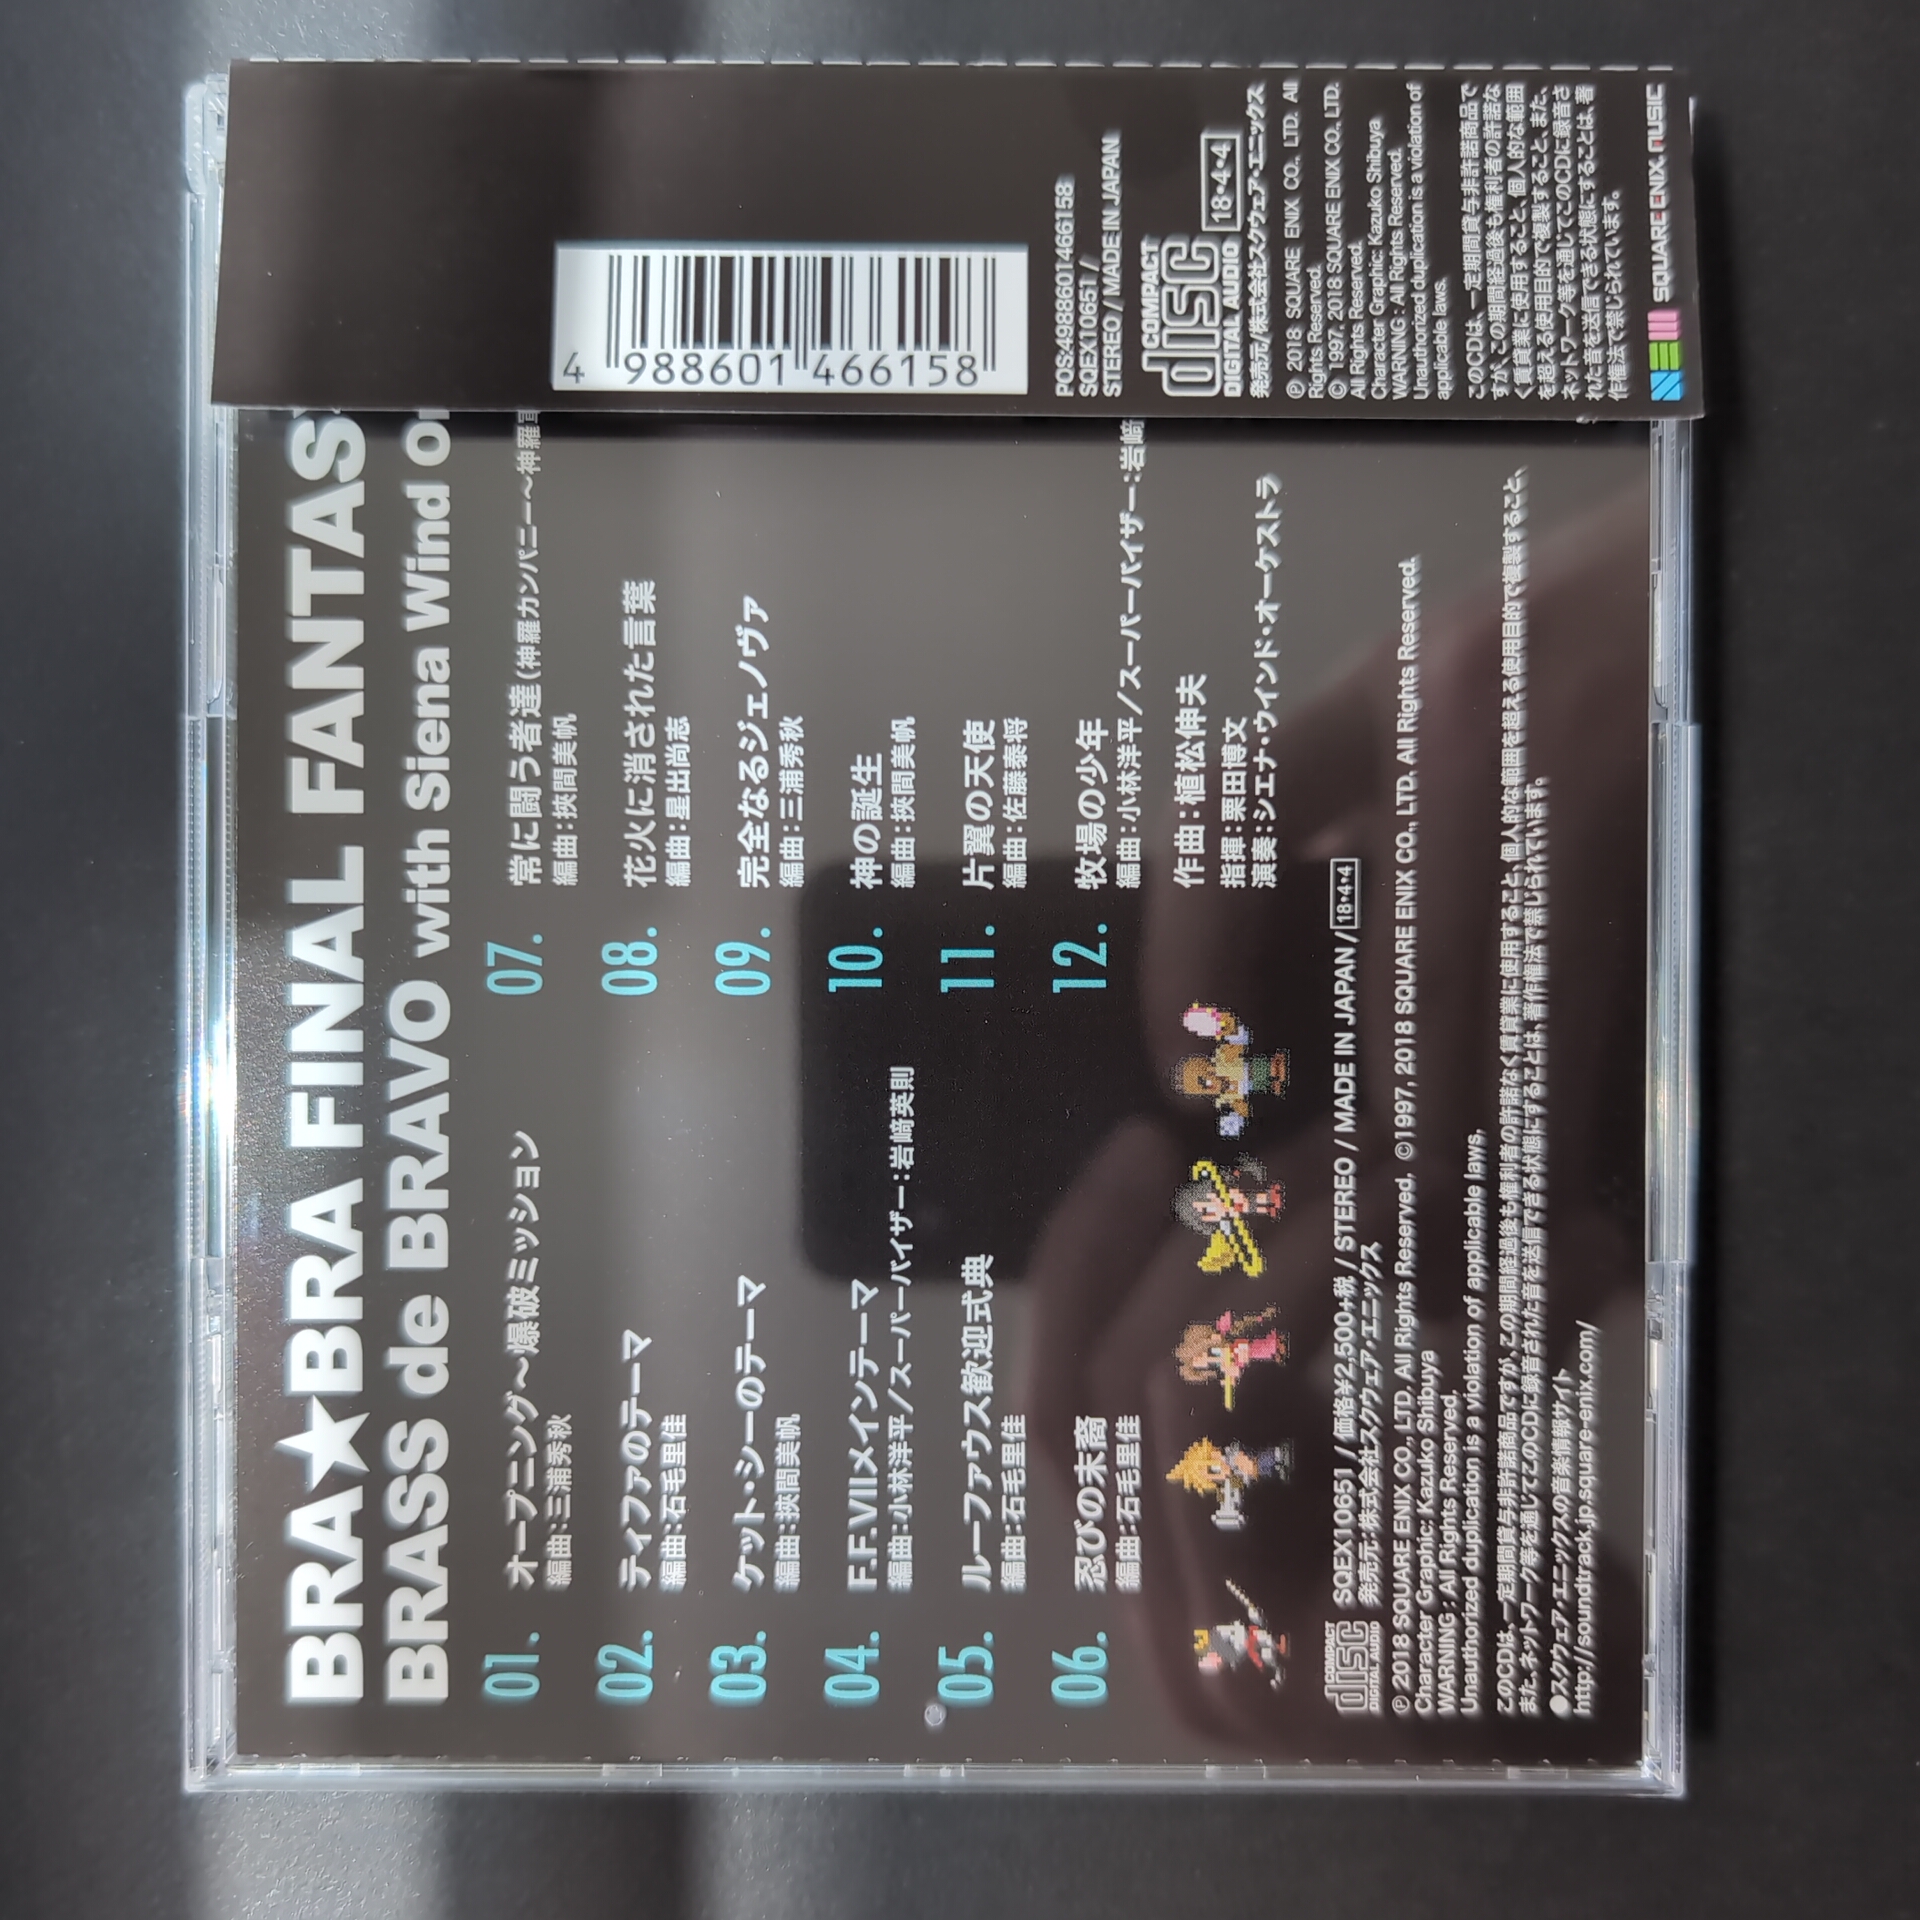 BRA★BRA FINAL FANTAS
BRASS de BRAVO with Siena Wind Or
01. オープニング～爆破ミッション
編曲：三浦秀秋
02. ティファのテーマ
編曲：石毛里佳
03. ケット・シーのテーマ
編曲：挾間美帆
04. F.F.VIIメインテーマ
編曲：小林洋平／スーパーバイザー：岩﨑英則
05. ルーファウス歓迎式典
編曲：石毛里佳
06. 忍びの末裔
編曲：石毛里佳
07. 常に闘う者達(神羅カンパニー～神羅軍
編曲：挾間美帆
08. 花火に消された言葉
編曲：星出尚志
09. 完全なるジェノヴァ
編曲：三浦秀秋
10. 神の誕生
編曲：挾間美帆
11. 片翼の天使
編曲：佐藤泰将
12. 牧場の少年
編曲：小林洋平／スーパーバイザー：岩﨑
作曲：植松伸夫
指揮：栗田博文
演奏：シエナ・ウインド・オーケストラ
COMPACT
disc
DIGITAL AUDIO
SQEX10651 / 価格¥2,500+税 / STEREO / MADE IN JAPAN / 18・4・4
発売元：株式会社スクウェア・エニックス
℗ 2018 SQUARE ENIX CO., LTD. All Rights Reserved. ©1997, 2018 SQUARE ENIX CO., LTD. All Rights Reserved.
Character Graphic: Kazuko Shibuya
WARNING : All Rights Reserved.
Unauthorized duplication is a violation of applicable laws.
このCDは、一定期間貸与非許諾商品ですが、この期間経過後も権利者の許諾なく賃貸業に使用すること、個人的な範囲を超える使用目的で複製すること、
また、ネットワーク等を通じてこのCDに録音された音を送信できる状態にすることは、著作権法で禁じられています。
●スクウェア・エニックスの音楽情報サイト
http://soundtrack.jp.square-enix.com/
4 988601 466158
POS:4988601466158
SQEX10651 /
STEREO / MADE IN JAPAN
COMPACT
disc
DIGITAL AUDIO
18・4・4
発売元/株式会社スクウェア・エニックス
℗ 2018 SQUARE ENIX CO., LTD. All
Rights Reserved.
© 1997, 2018 SQUARE ENIX CO., LTD.
All Rights Reserved.
Character Graphic: Kazuko Shibuya
WARNING : All Rights Reserved.
Unauthorized duplication is a violation of
applicable laws.
このCDは、一定期間貸与非許諾商品で
すが、この期間経過後も権利者の許諾な
く賃貸業に使用すること、個人的な範囲
を超える使用目的で複製すること、また、
ネットワーク等を通じてこのCDに録音さ
れた音を送信できる状態にすることは、著
作権法で禁じられています。
SQUARE ENIX MUSIC